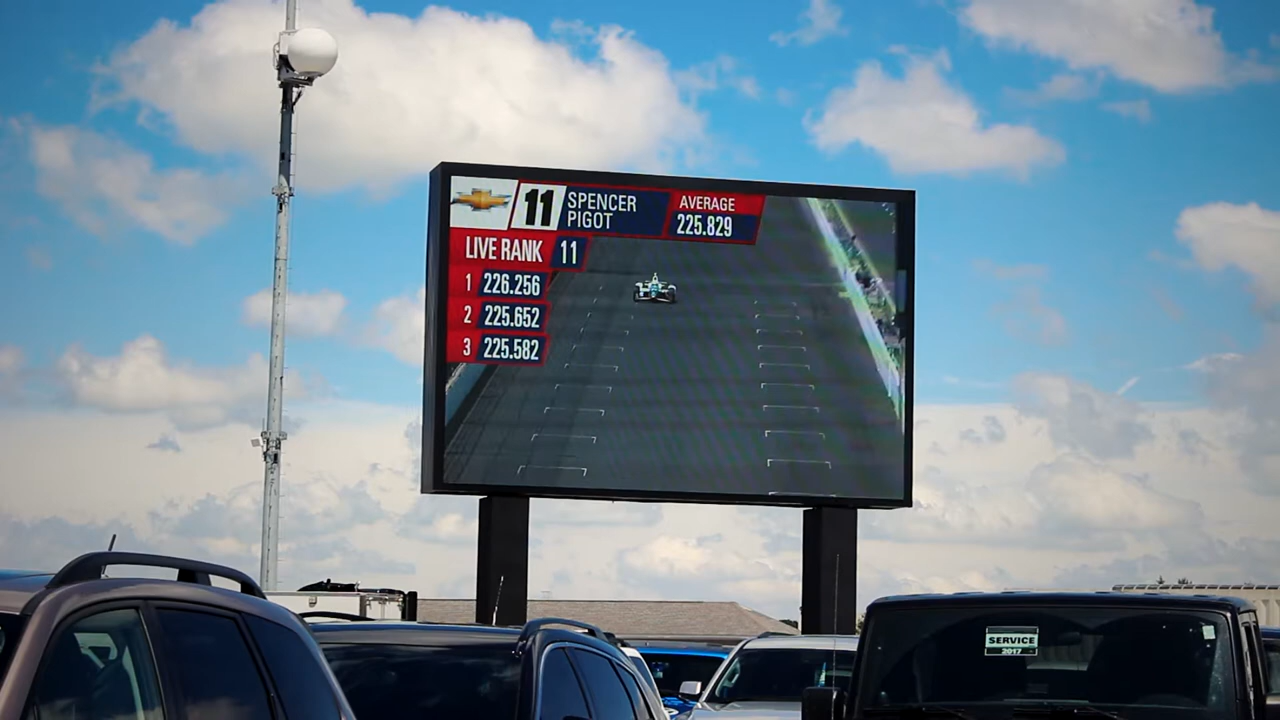 11 SPENCER PIGOT
AVERAGE
225.829
LIVE RANK 11
1 226.256
2 225.652
3 225.582
SERVICE
2017